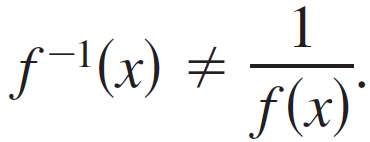 f⁻¹(x) ≠ 1/f(x).